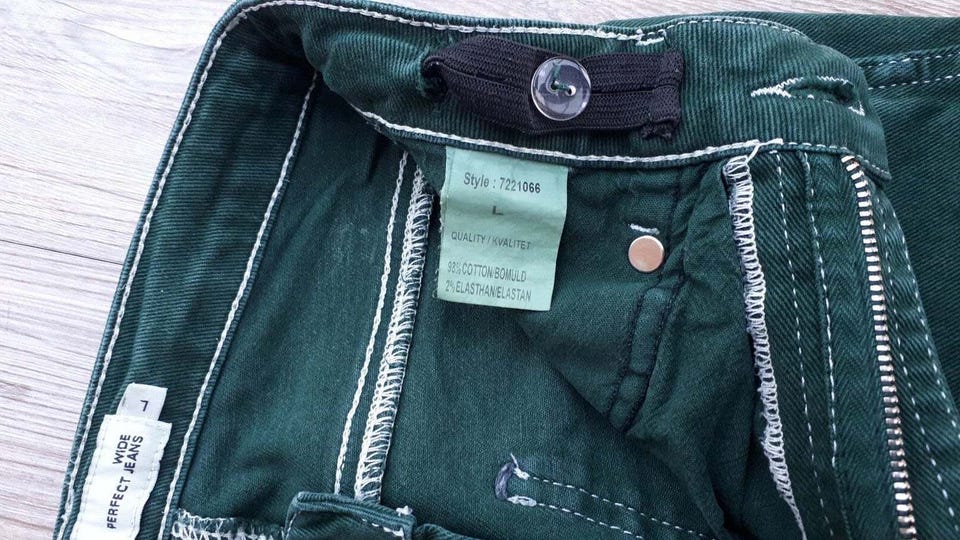 Style : 7221066
L
QUALITY / KVALITET
98% COTTON/BOMULD
2% ELASTHAN/ELASTAN
L
WIDE
PERFECT JEANS